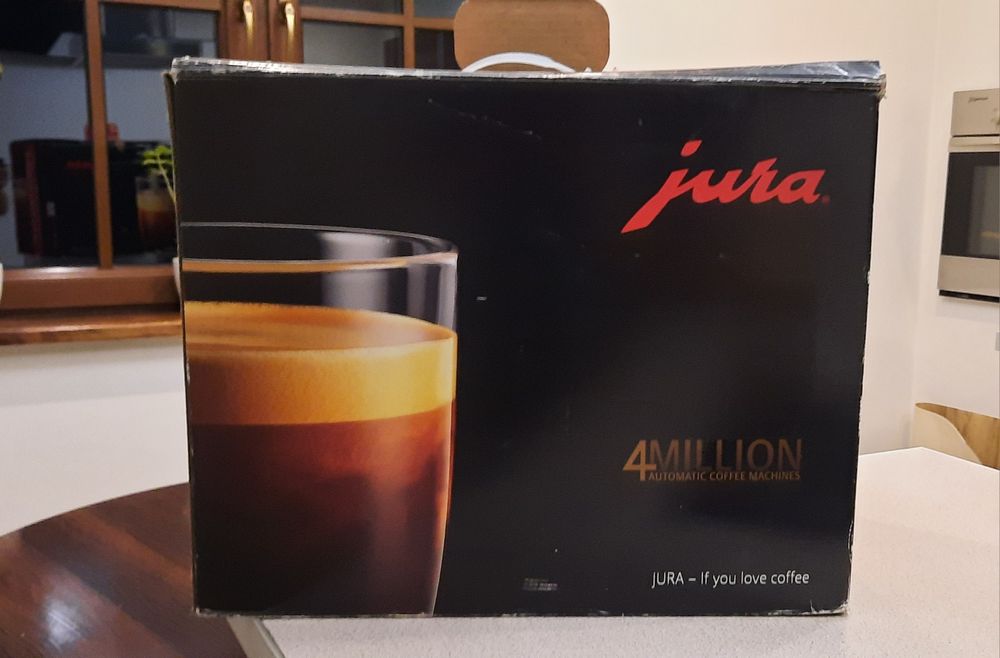 jura
4MILLION
AUTOMATIC COFFEE MACHINES
JURA – If you love coffee